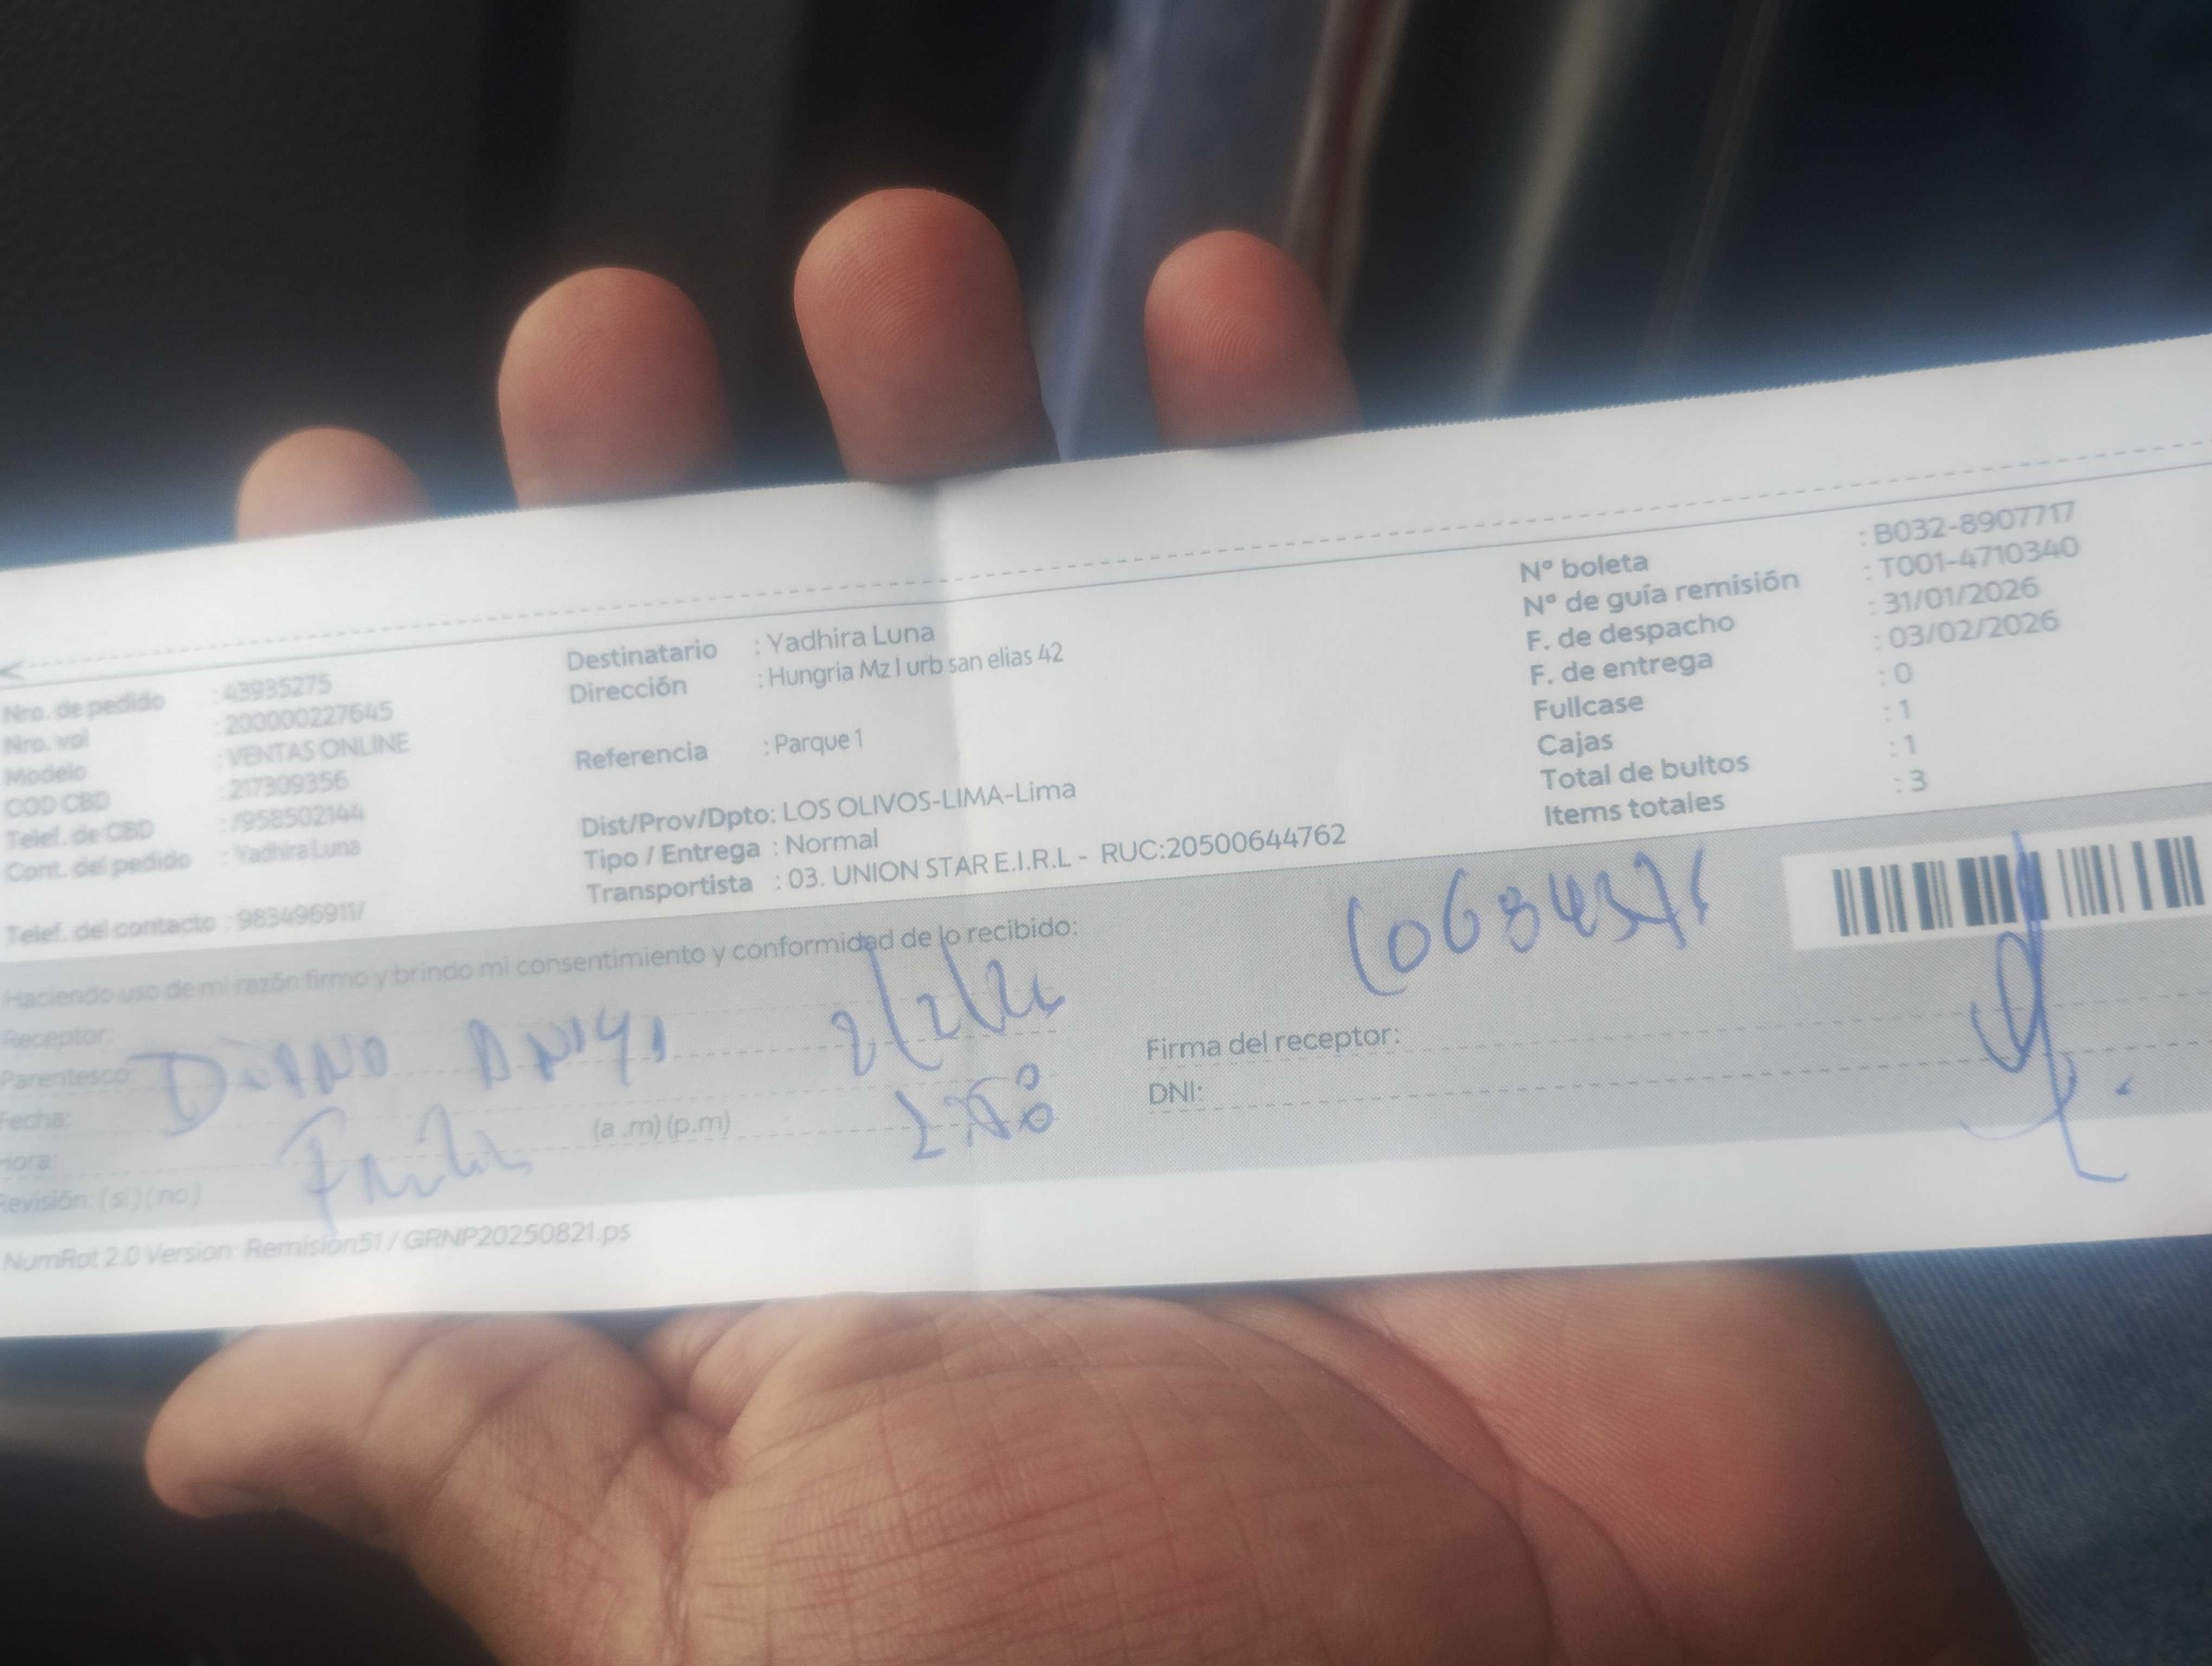 Nro. de pedido : 43935275
Nro. vol : 200000227645
Modelo : VENTAS ONLINE
COD CBD : 217309356
Telef. de CBD : /958502144
Cont. del pedido : Yadhira Luna
Telef. del contacto : 983496911/
Destinatario : Yadhira Luna
Dirección : Hungria Mz I urb san elias 42
Referencia : Parque 1
Dist/Prov/Dpto: LOS OLIVOS-LIMA-Lima
Tipo / Entrega : Normal
Transportista : 03. UNION STAR E.I.R.L - RUC:20500644762
Nº boleta : B032-8907717
Nº de guía remisión : T001-4710340
F. de despacho : 31/01/2026
F. de entrega : 03/02/2026
Fullcase : 0
Cajas : 1
Total de bultos : 1
Items totales : 3
Haciendo uso de mi razón firmo y brindo mi consentimiento y conformidad de lo recibido:
Receptor:
Parentesco:
Fecha:
Hora: (a .m) (p.m)
Revisión: (si) (no)
Firma del receptor:
DNI:
NumRot 2.0 Version: Remision51 / GRNP20250821.ps